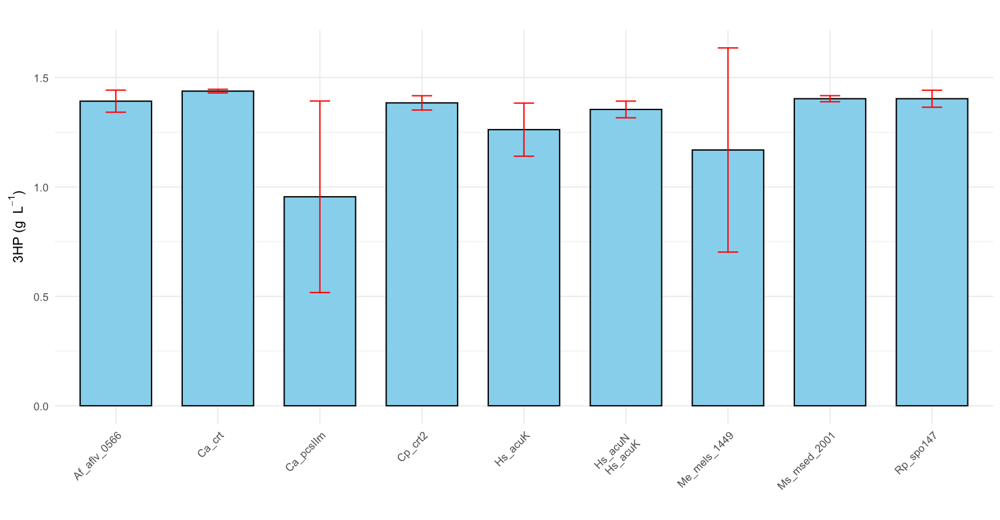 1.5
1.0
0.5
0.0
3HP (g L⁻¹)
Af_aflv_0566
Ca_crt
Ca_pcsllm
Cp_crt2
Hs_acuK
Hs_acuN
Hs_acuK
Me_mels_1449
Ms_msed_2001
Rp_spo147